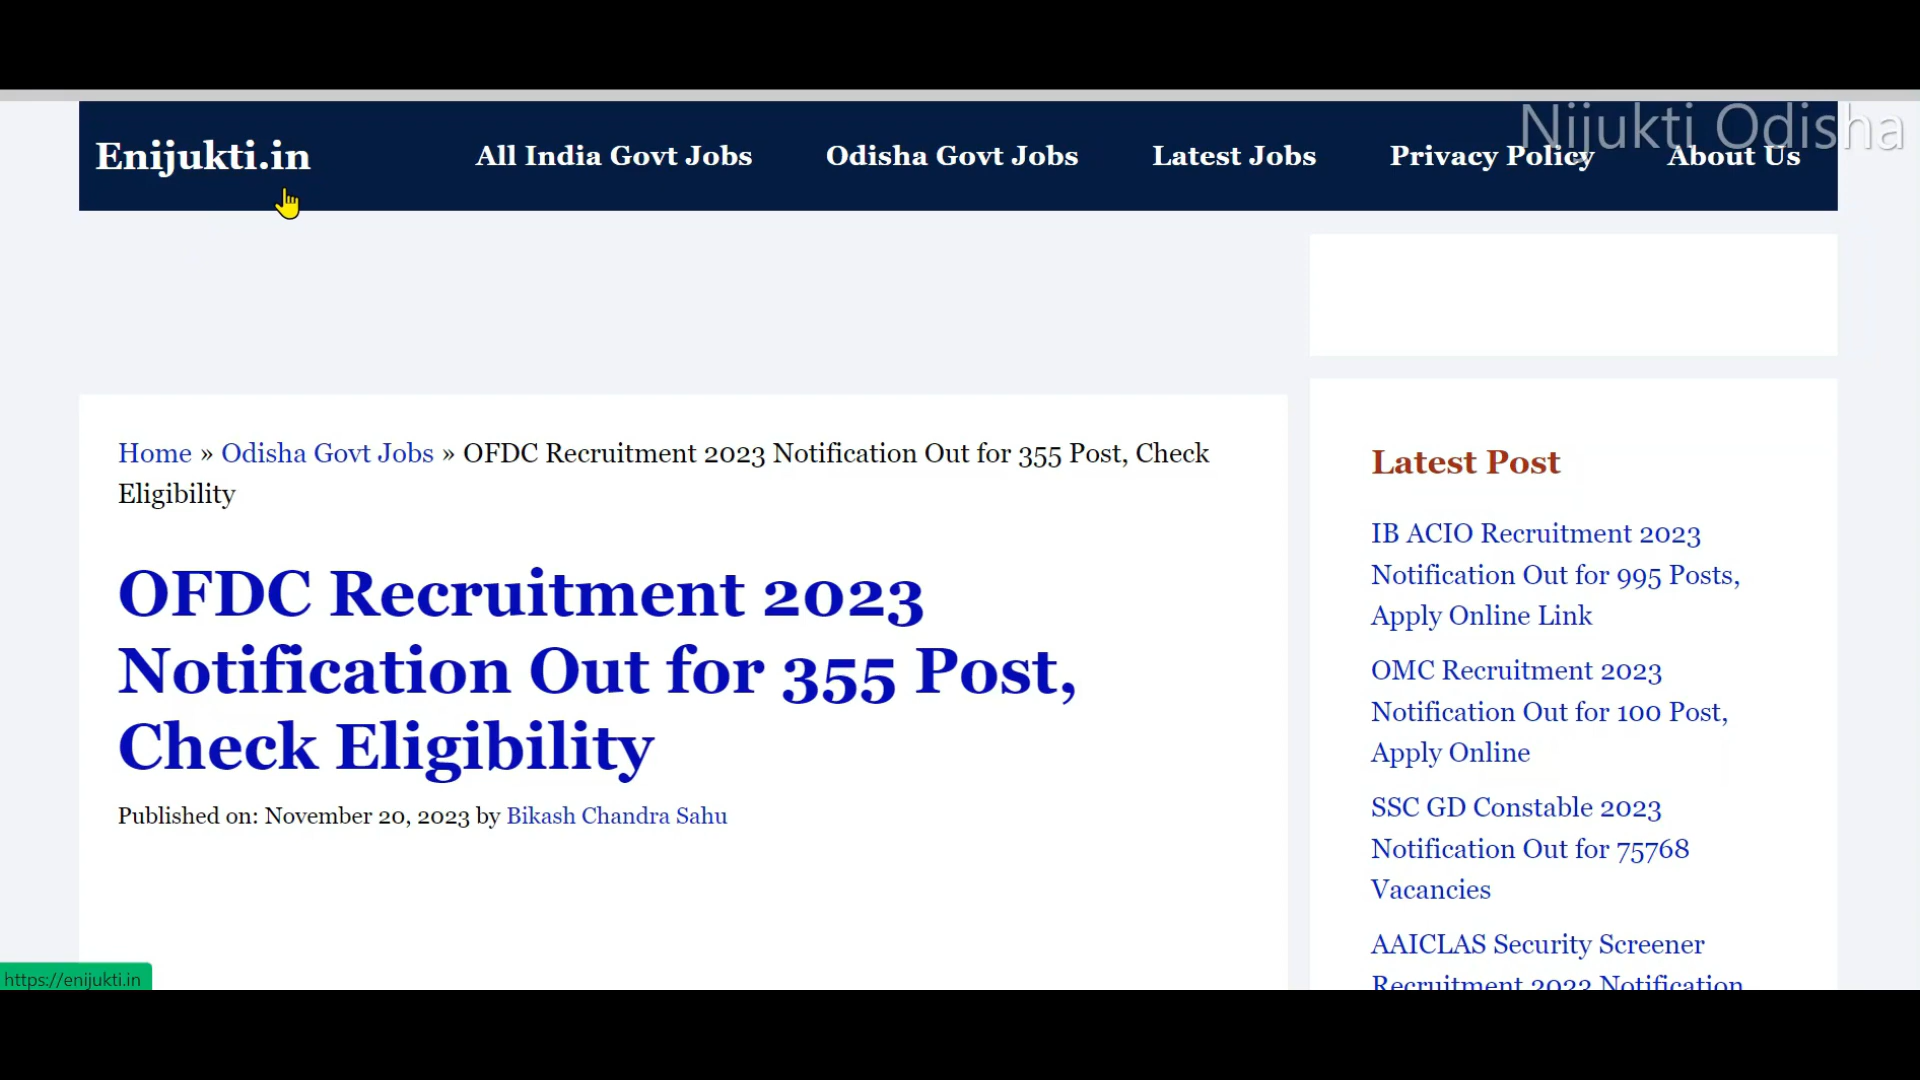 Nijukti Odisha
Enijukti.in
All India Govt Jobs
Odisha Govt Jobs
Latest Jobs
Privacy Policy
About Us
Home » Odisha Govt Jobs » OFDC Recruitment 2023 Notification Out for 355 Post, Check
Eligibility
OFDC Recruitment 2023
Notification Out for 355 Post,
Check Eligibility
Published on: November 20, 2023 by Bikash Chandra Sahu
Latest Post
IB ACIO Recruitment 2023
Notification Out for 995 Posts,
Apply Online Link
OMC Recruitment 2023
Notification Out for 100 Post,
Apply Online
SSC GD Constable 2023
Notification Out for 75768
Vacancies
AAICLAS Security Screener
Recruitment 2023 Notification
https://enijukti.in